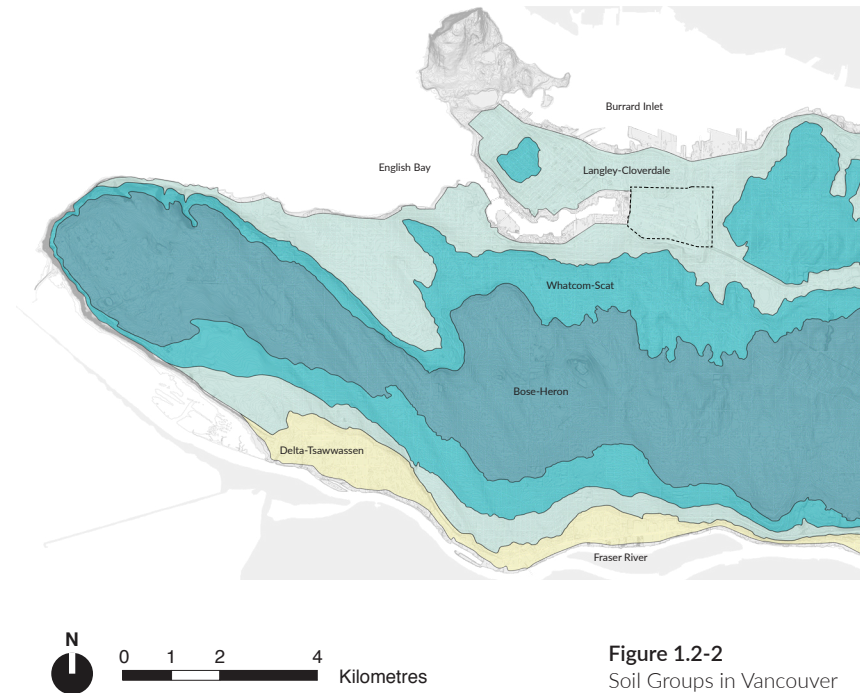 Burrard Inlet
English Bay
Langley-Cloverdale
Whatcom-Scat
Bose-Heron
Delta-Tsawwassen
Fraser River
N
0 1 2 4
Kilometres
Figure 1.2-2
Soil Groups in Vancouver